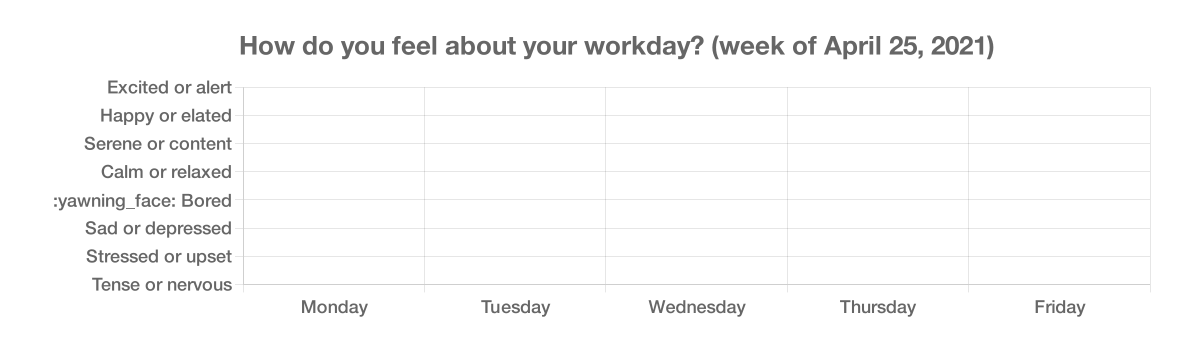 How do you feel about your workday? (week of April 25, 2021)
Excited or alert
Happy or elated
Serene or content
Calm or relaxed
:yawning_face: Bored
Sad or depressed
Stressed or upset
Tense or nervous
Monday Tuesday Wednesday Thursday Friday